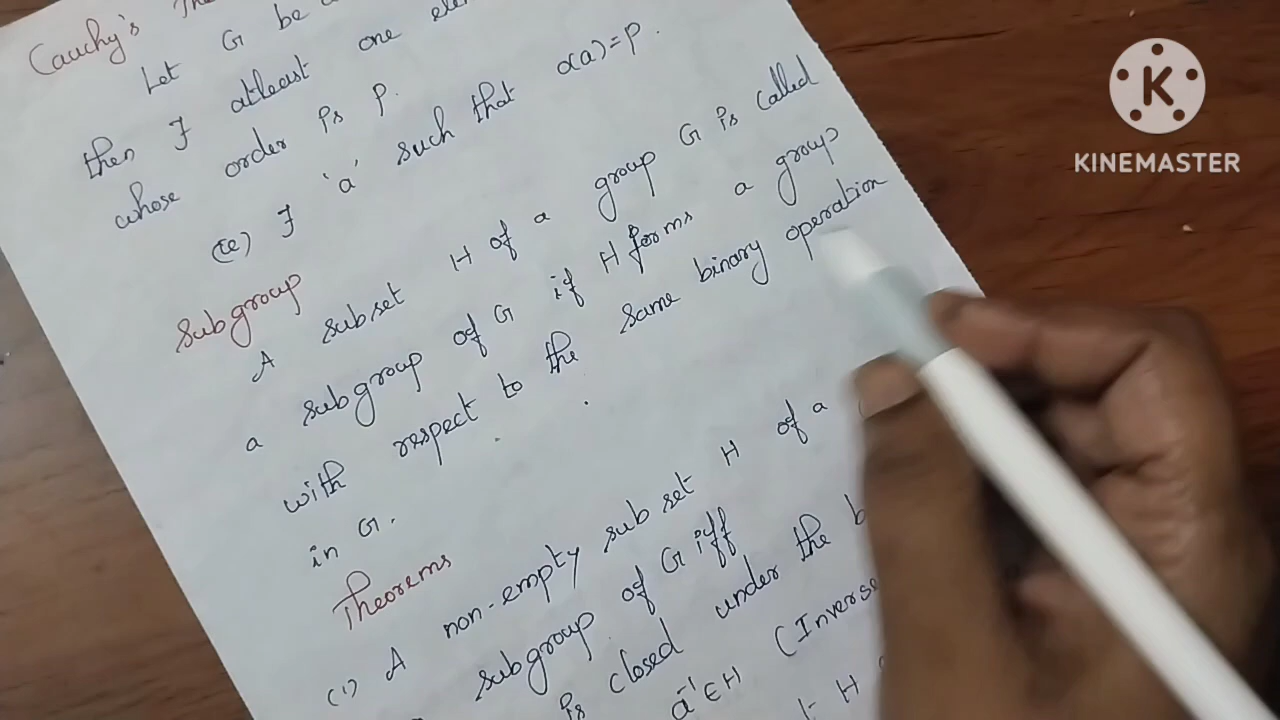 Cauchy's
Let G be
then ∃ atleast one
whose order is p.
(ie) ∃ 'a' such that o(a)=p.
Subgroup
A subset H of a group G is called
a subgroup of G if H forms a group
with respect to the same binary operation
in G.
Theorems
(1) A non-empty subset H of a
subgroup of G iff
is closed under the
a⁻¹∈H (Inverse
H
KINEMASTER